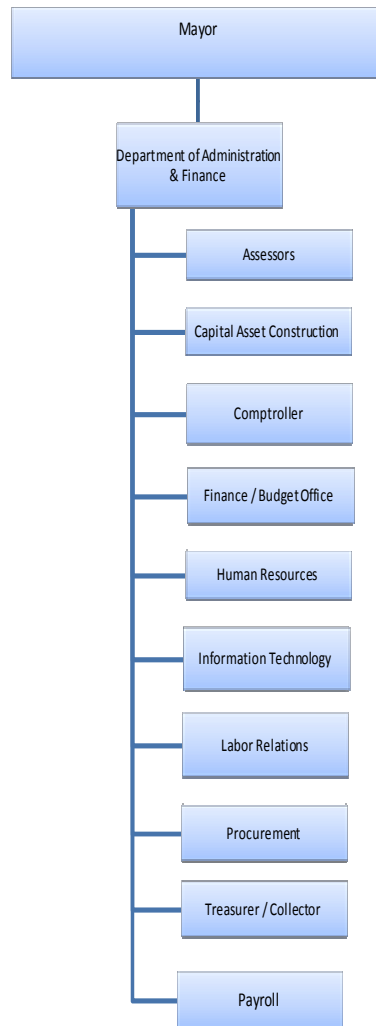 Mayor
Department of Administration
& Finance
Assessors
Capital Asset Construction
Comptroller
Finance / Budget Office
Human Resources
Information Technology
Labor Relations
Procurement
Treasurer / Collector
Payroll